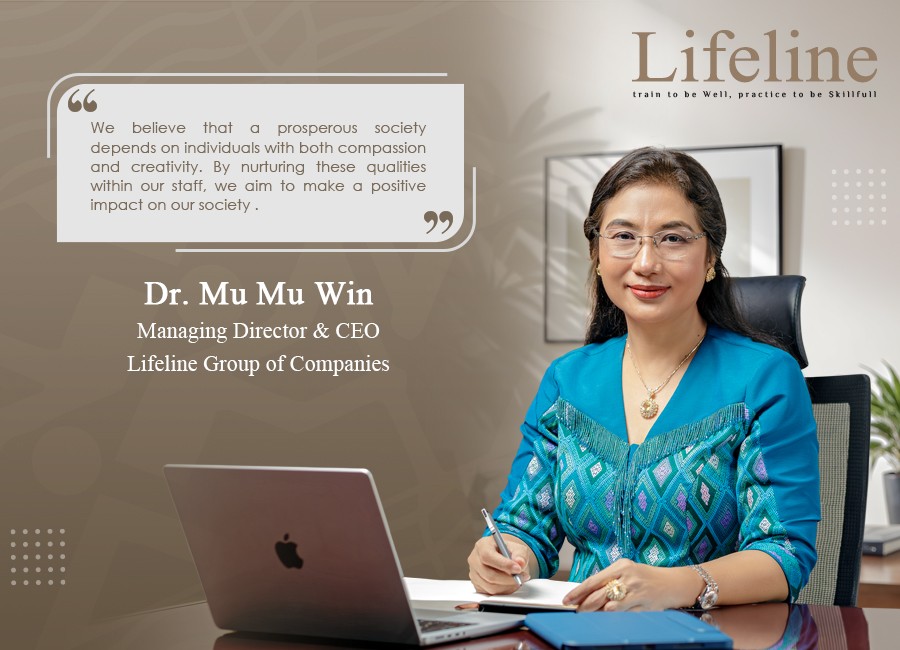 Lifeline
train to be Well, practice to be Skillfull
“
We believe that a prosperous society
depends on individuals with both compassion
and creativity. By nurturing these qualities
within our staff, we aim to make a positive
impact on our society .
”
Dr. Mu Mu Win
Managing Director & CEO
Lifeline Group of Companies